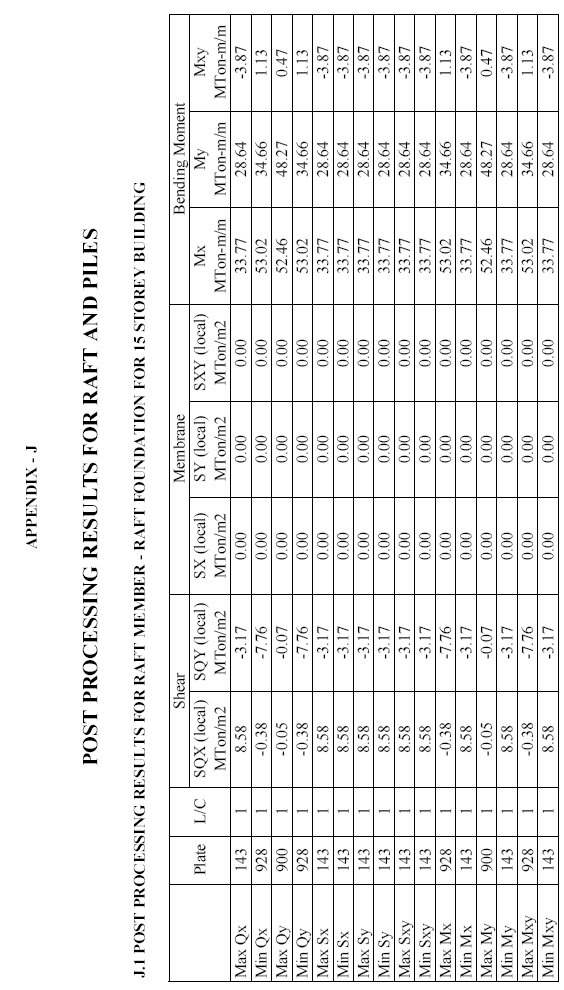 APPENDIX - J
POST PROCESSING RESULTS FOR RAFT AND PILES
J.1 POST PROCESSING RESULTS FOR RAFT MEMBER - RAFT FOUNDATION FOR 15 STOREY BUILDING
Shear Membrane Bending Moment
Plate L/C SQX (local) SQY (local) SX (local) SY (local) SXY (local) Mx My Mxy
MTon/m2 MTon/m2 MTon/m2 MTon/m2 MTon/m2 MTon-m/m MTon-m/m MTon-m/m
Max Qx 143 1 8.58 -3.17 0.00 0.00 0.00 33.77 28.64 -3.87
Min Qx 928 1 -0.38 -7.76 0.00 0.00 0.00 53.02 34.66 1.13
Max Qy 900 1 -0.05 -0.07 0.00 0.00 0.00 52.46 48.27 0.47
Min Qy 928 1 -0.38 -7.76 0.00 0.00 0.00 53.02 34.66 1.13
Max Sx 143 1 8.58 -3.17 0.00 0.00 0.00 33.77 28.64 -3.87
Min Sx 143 1 8.58 -3.17 0.00 0.00 0.00 33.77 28.64 -3.87
Max Sy 143 1 8.58 -3.17 0.00 0.00 0.00 33.77 28.64 -3.87
Min Sy 143 1 8.58 -3.17 0.00 0.00 0.00 33.77 28.64 -3.87
Max Sxy 143 1 8.58 -3.17 0.00 0.00 0.00 33.77 28.64 -3.87
Min Sxy 143 1 8.58 -3.17 0.00 0.00 0.00 33.77 28.64 -3.87
Max Mx 928 1 -0.38 -7.76 0.00 0.00 0.00 53.02 34.66 1.13
Min Mx 143 1 8.58 -3.17 0.00 0.00 0.00 33.77 28.64 -3.87
Max My 900 1 -0.05 -0.07 0.00 0.00 0.00 52.46 48.27 0.47
Min My 143 1 8.58 -3.17 0.00 0.00 0.00 33.77 28.64 -3.87
Max Mxy 928 1 -0.38 -7.76 0.00 0.00 0.00 53.02 34.66 1.13
Min Mxy 143 1 8.58 -3.17 0.00 0.00 0.00 33.77 28.64 -3.87